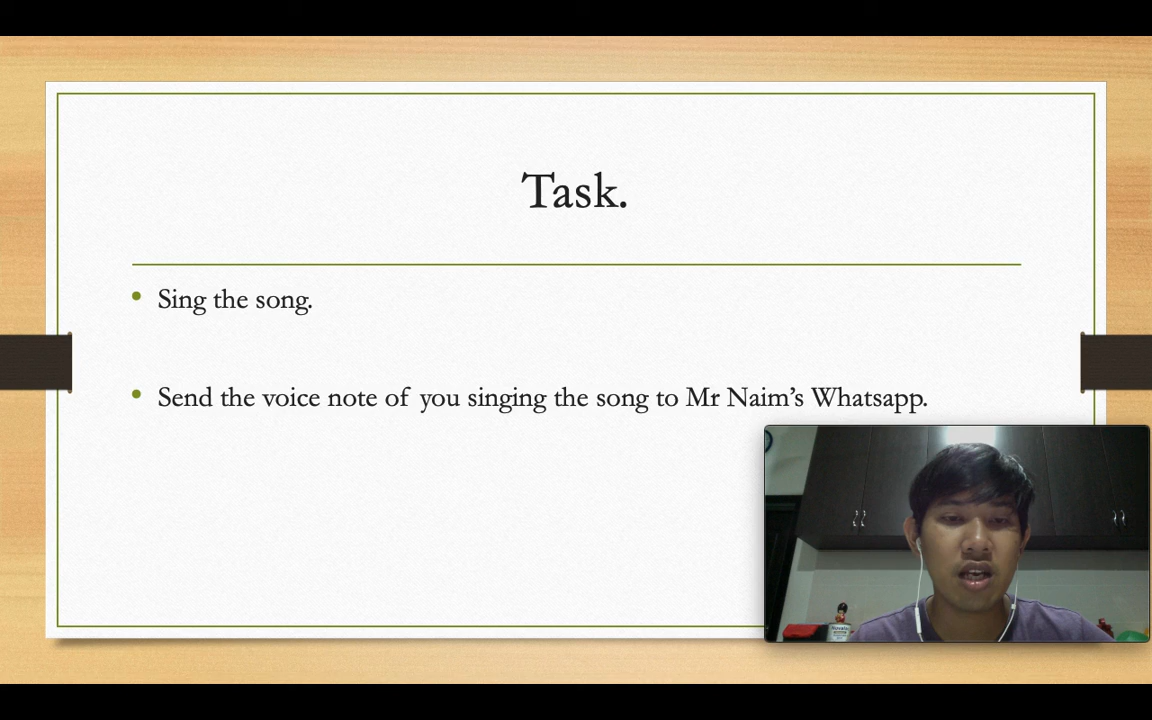 Task.
Sing the song.
Send the voice note of you singing the song to Mr Naim’s Whatsapp.